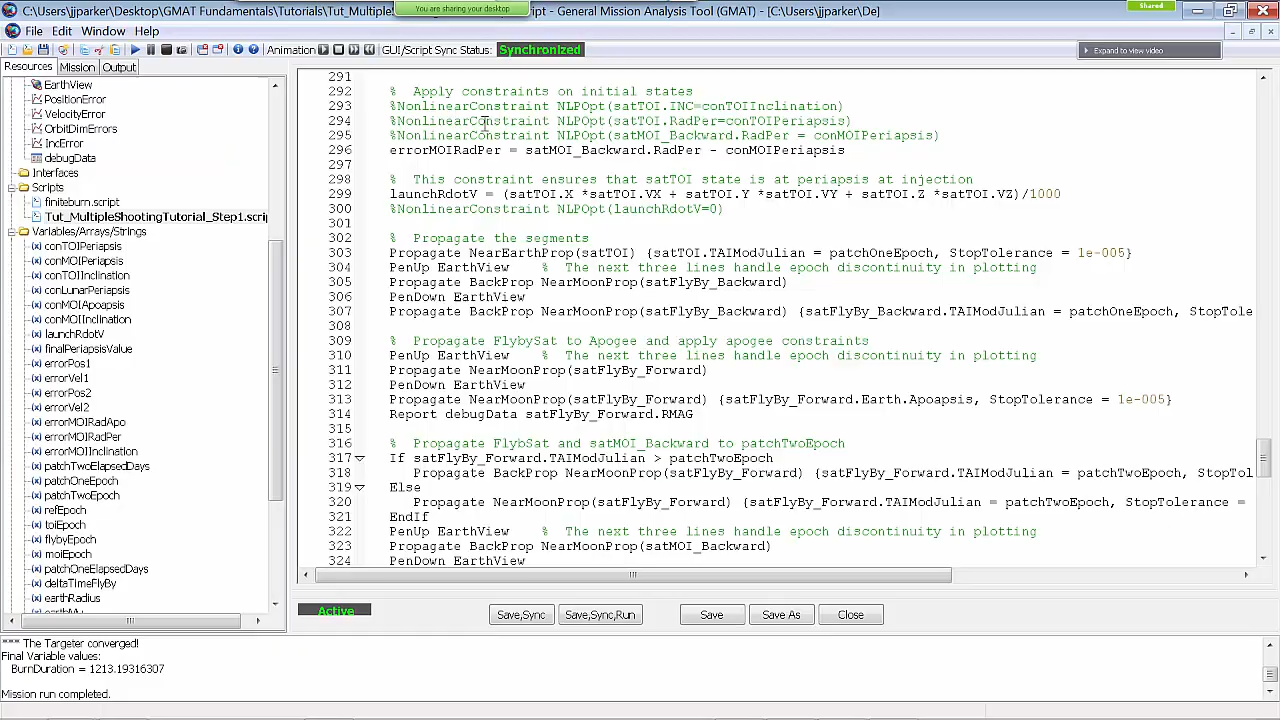 C:\Users\jjparker\Desktop\GMAT Fundamentals\Tutorials\Tut_Multiple
You are sharing your desktop
ipt - General Mission Analysis Tool (GMAT) - [C:\Users\jjparker\De]
Shared
File Edit Window Help
Animation GUI/Script Sync Status: Synchronized
Expand to view video
Resources Mission Output
EarthView
PositionError
VelocityError
OrbitDimErrors
IncError
debugData
Interfaces
Scripts
finiteburn.script
Tut_MultipleShootingTutorial_Step1.scrip
Variables/Arrays/Strings
conTOIPeriapsis
conMOIPeriapsis
conTOIInclination
conLunarPeriapsis
conMOIApoapsis
conMOIInclination
launchRdotV
finalPeriapsisValue
errorPos1
errorVel1
errorPos2
errorVel2
errorMOIRadApo
errorMOIRadPer
errorMOIInclination
patchTwoElapsedDays
patchOneEpoch
patchTwoEpoch
refEpoch
toiEpoch
flybyEpoch
moiEpoch
patchOneElapsedDays
deltaTimeFlyBy
earthRadius
earthMu
291
292 % Apply constraints on initial states
293 %NonlinearConstraint NLPOpt(satTOI.INC=conTOIInclination)
294 %NonlinearConstraint NLPOpt(satTOI.RadPer=conTOIPeriapsis)
295 %NonlinearConstraint NLPOpt(satMOI_Backward.RadPer = conMOIPeriapsis)
296 errorMOIRadPer = satMOI_Backward.RadPer - conMOIPeriapsis
297
298 % This constraint ensures that satTOI state is at periapsis at injection
299 launchRdotV = (satTOI.X *satTOI.VX + satTOI.Y *satTOI.VY + satTOI.Z *satTOI.VZ)/1000
300 %NonlinearConstraint NLPOpt(launchRdotV=0)
301
302 % Propagate the segments
303 Propagate NearEarthProp(satTOI) {satTOI.TAIModJulian = patchOneEpoch, StopTolerance = 1e-005}
304 PenUp EarthView % The next three lines handle epoch discontinuity in plotting
305 Propagate BackProp NearMoonProp(satFlyBy_Backward)
306 PenDown EarthView
307 Propagate BackProp NearMoonProp(satFlyBy_Backward) {satFlyBy_Backward.TAIModJulian = patchOneEpoch, StopTole
308
309 % Propagate FlybySat to Apogee and apply apogee constraints
310 PenUp EarthView % The next three lines handle epoch discontinuity in plotting
311 Propagate NearMoonProp(satFlyBy_Forward)
312 PenDown EarthView
313 Propagate NearMoonProp(satFlyBy_Forward) {satFlyBy_Forward.Earth.Apoapsis, StopTolerance = 1e-005}
314 Report debugData satFlyBy_Forward.RMAG
315
316 % Propagate FlybSat and satMOI_Backward to patchTwoEpoch
317 If satFlyBy_Forward.TAIModJulian > patchTwoEpoch
318 Propagate BackProp NearMoonProp(satFlyBy_Forward) {satFlyBy_Forward.TAIModJulian = patchTwoEpoch, StopTol
319 Else
320 Propagate NearMoonProp(satFlyBy_Forward) {satFlyBy_Forward.TAIModJulian = patchTwoEpoch, StopTolerance =
321 EndIf
322 PenUp EarthView % The next three lines handle epoch discontinuity in plotting
323 Propagate BackProp NearMoonProp(satMOI_Backward)
324 PenDown EarthView
Active Save,Sync Save,Sync,Run Save Save As Close
*** The Targeter converged!
Final Variable values:
BurnDuration = 1213.19316307
Mission run completed.